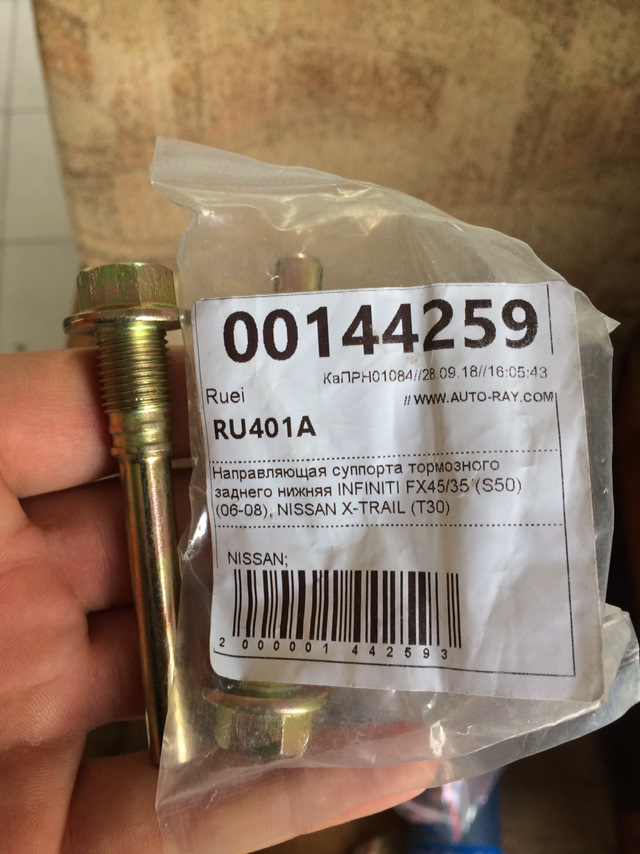 00144259
КаПРН01084//28.09.18//16:05:43
Ruei
// WWW.AUTO-RAY.COM
RU401A
Направляющая суппорта тормозного
заднего нижняя INFINITI FX45/35 (S50)
(06-08), NISSAN X-TRAIL (T30)
NISSAN;
2 000001 442593